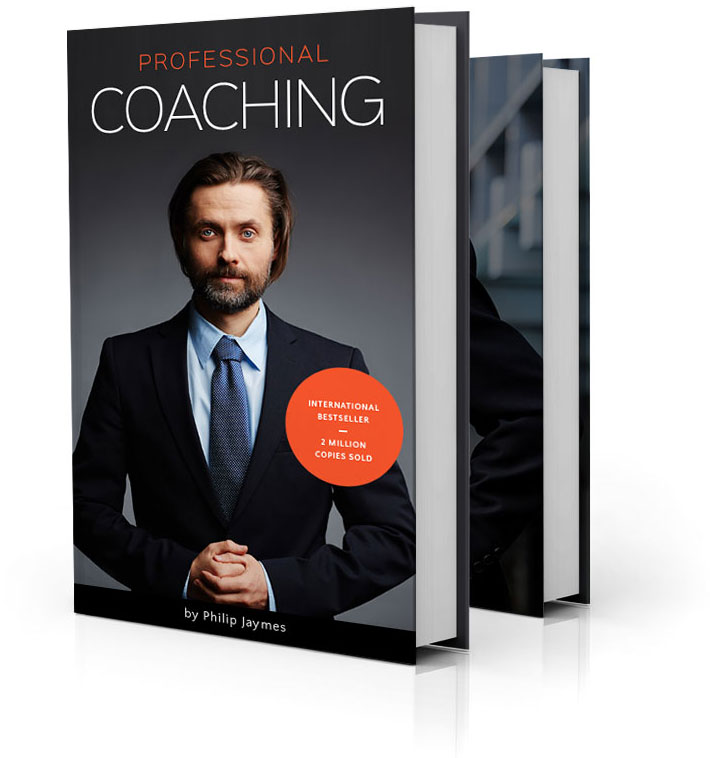 PROFESSIONAL
COACHING
INTERNATIONAL
BESTSELLER
—
2 MILLION
COPIES SOLD
by Philip Jaymes